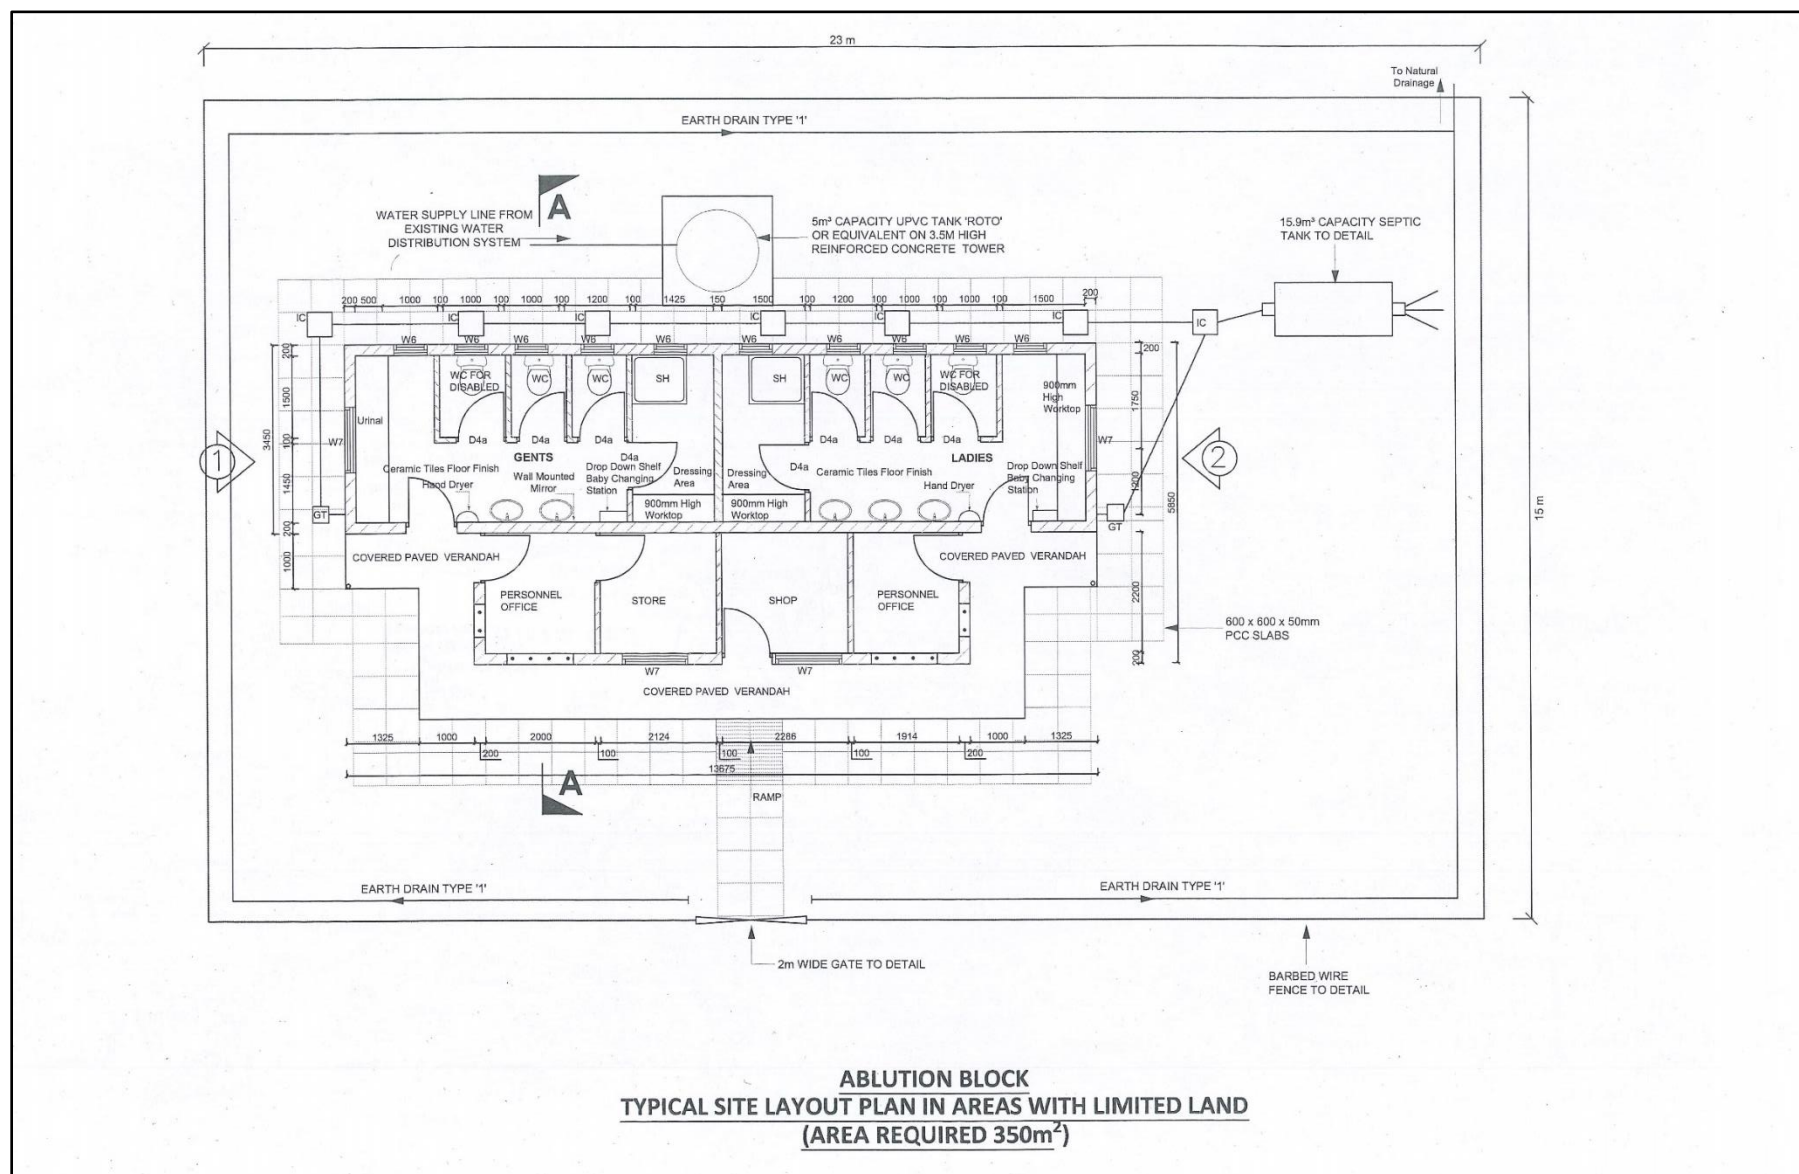 23 m
To Natural
Drainage
EARTH DRAIN TYPE '1'
A
WATER SUPPLY LINE FROM
EXISTING WATER
DISTRIBUTION SYSTEM
5m³ CAPACITY UPVC TANK 'ROTO'
OR EQUIVALENT ON 3.5M HIGH
REINFORCED CONCRETE TOWER
15.9m³ CAPACITY SEPTIC
TANK TO DETAIL
200 500 1000 100 1000 100 1000 100 1200 100 1425 150 1500 100 1200 100 1000 100 1000 100 1500 200
IC IC IC IC IC IC
W6 W6 W6 W6 W6 W6 W6 W6 W6 W6
200
200
WC FOR
DISABLED
WC
WC
SH
SH
WC
WC
WC FOR
DISABLED
900mm
High
Worktop
1500
1750
Urinal
3450
100
W7
W7
D4a D4a D4a D4a D4a D4a
1
GENTS
D4a
D4a
LADIES
2
Ceramic Tiles Floor Finish
Hand Dryer
Wall Mounted
Mirror
Drop Down Shelf
Baby Changing
Station
Dressing
Area
Dressing
Area
Ceramic Tiles Floor Finish
Hand Dryer
Drop Down Shelf
Baby Changing
Station
1450
1200
5850
15 m
900mm High
Worktop
900mm High
Worktop
GT
GT
200
1000
COVERED PAVED VERANDAH
COVERED PAVED VERANDAH
PERSONNEL
OFFICE
STORE
SHOP
PERSONNEL
OFFICE
2200
600 x 600 x 50mm
PCC SLABS
200
W7
W7
COVERED PAVED VERANDAH
1325 1000 2000 2124 2286 1914 1000 1325
200 100 100 100 200
13675
A
RAMP
EARTH DRAIN TYPE '1'
EARTH DRAIN TYPE '1'
2m WIDE GATE TO DETAIL
BARBED WIRE
FENCE TO DETAIL
ABLUTION BLOCK
TYPICAL SITE LAYOUT PLAN IN AREAS WITH LIMITED LAND
(AREA REQUIRED 350m²)